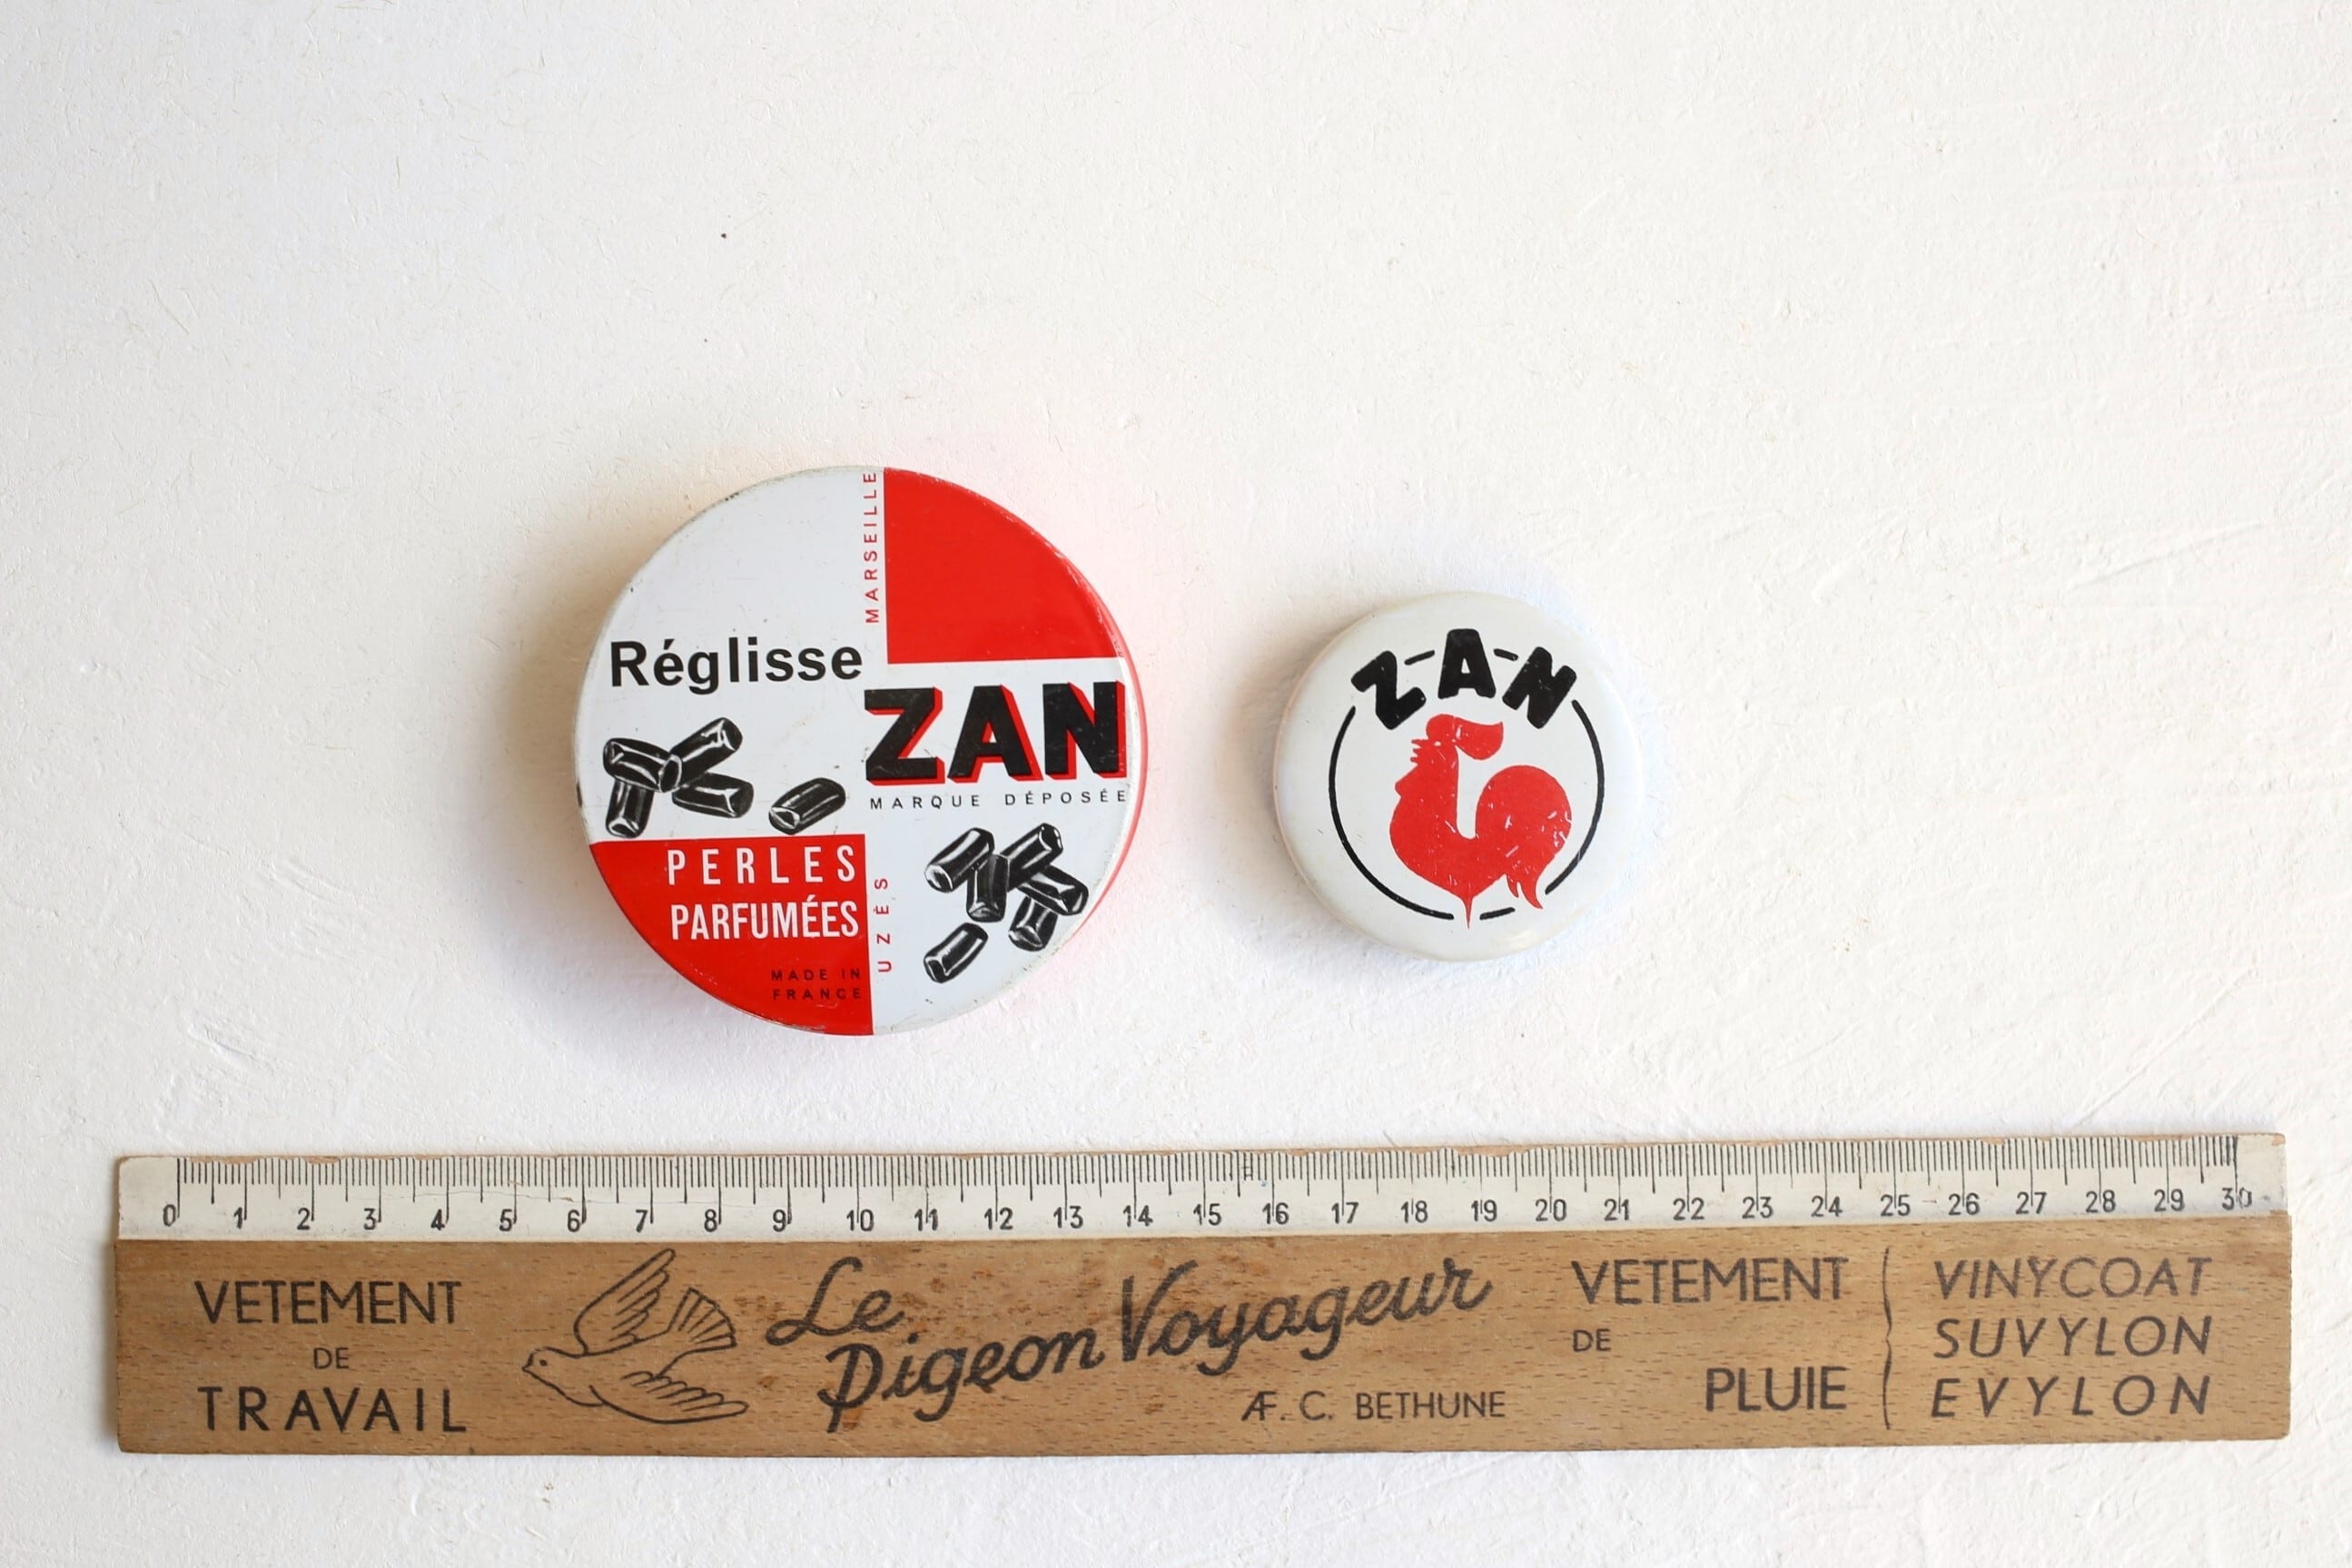 MARSEILLE
Réglisse
ZAN
MARQUE DÉPOSÉE
PERLES
PARFUMÉES
UZÈS
MADE IN
FRANCE
Z-A-N
0 1 2 3 4 5 6 7 8 9 10 11 12 13 14 15 16 17 18 19 20 21 22 23 24 25 26 27 28 29 30
VETEMENT
DE
TRAVAIL
Le
Pigeon Voyageur
Æ. C. BETHUNE
VETEMENT
DE
PLUIE
VINYCOAT
SUVYLON
EVYLON